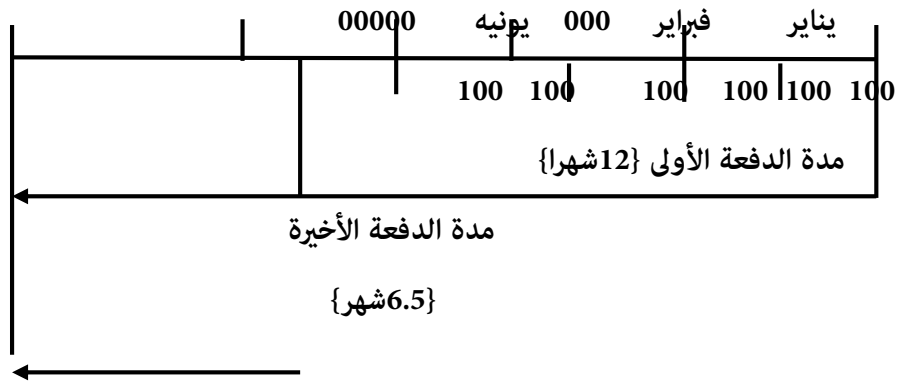 يناير فبراير 000 يونيه 00000
100 100 100 100 100 100
مدة الدفعة الأولى {12شهرا}
مدة الدفعة الأخيرة
{6.5شهر}